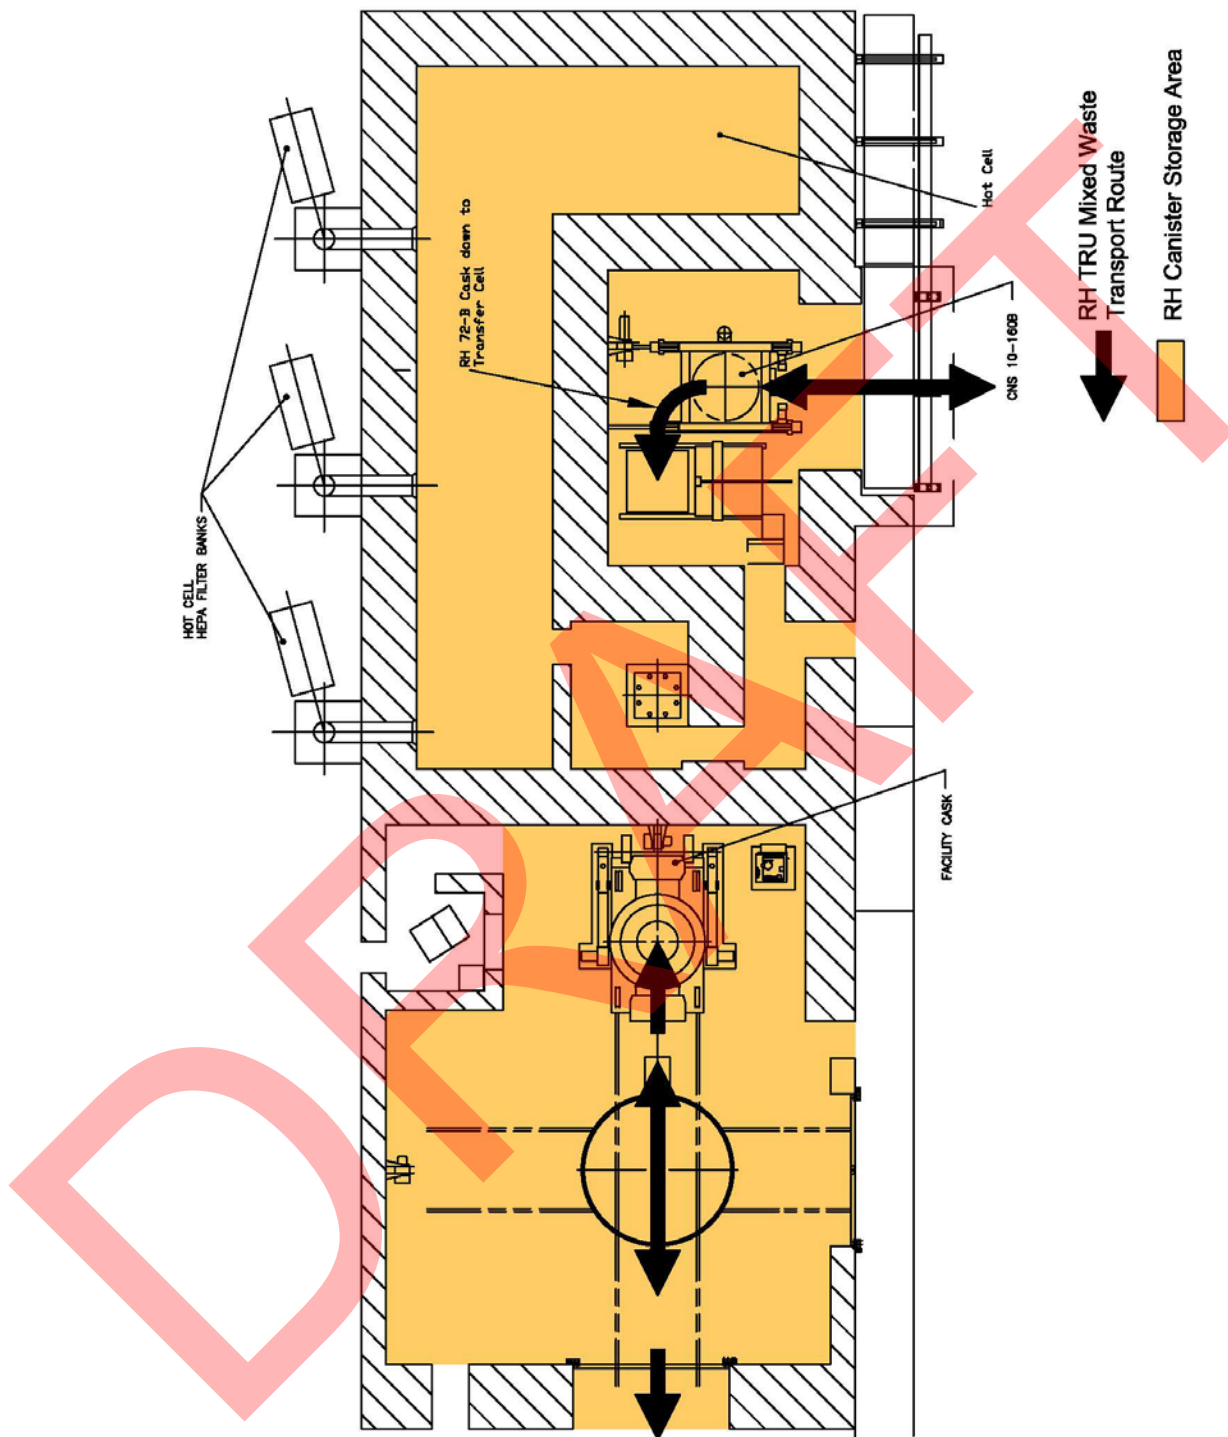 HOT CELL
HEPA FILTER BANKS
RH 72-B Cask down to
Transfer Cell
Hot Cell
CNS 10-160B
FACILITY CASK
RH TRU Mixed Waste
Transport Route
RH Canister Storage Area
DRAFT